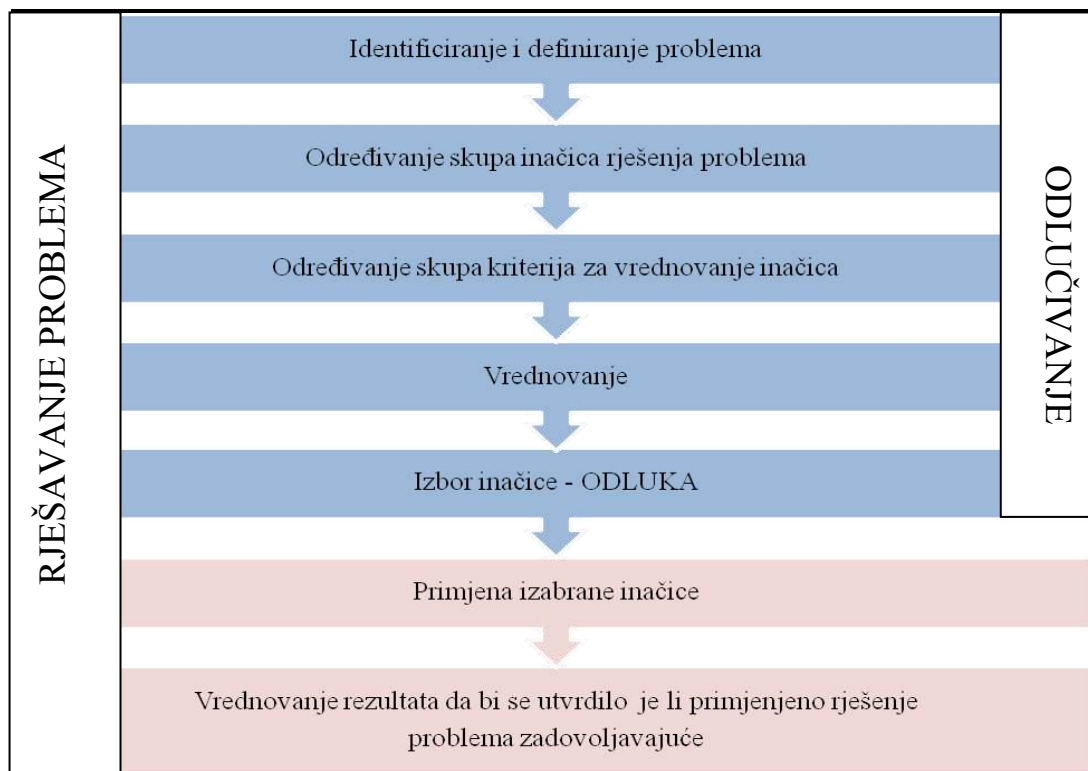 RJEŠAVANJE PROBLEMA
Identificiranje i definiranje problema
Određivanje skupa inačica rješenja problema
Određivanje skupa kriterija za vrednovanje inačica
Vrednovanje
Izbor inačice - ODLUKA
Primjena izabrane inačice
Vrednovanje rezultata da bi se utvrdilo je li primjenjeno rješenje
problema zadovoljavajuće
ODLUČIVANJE